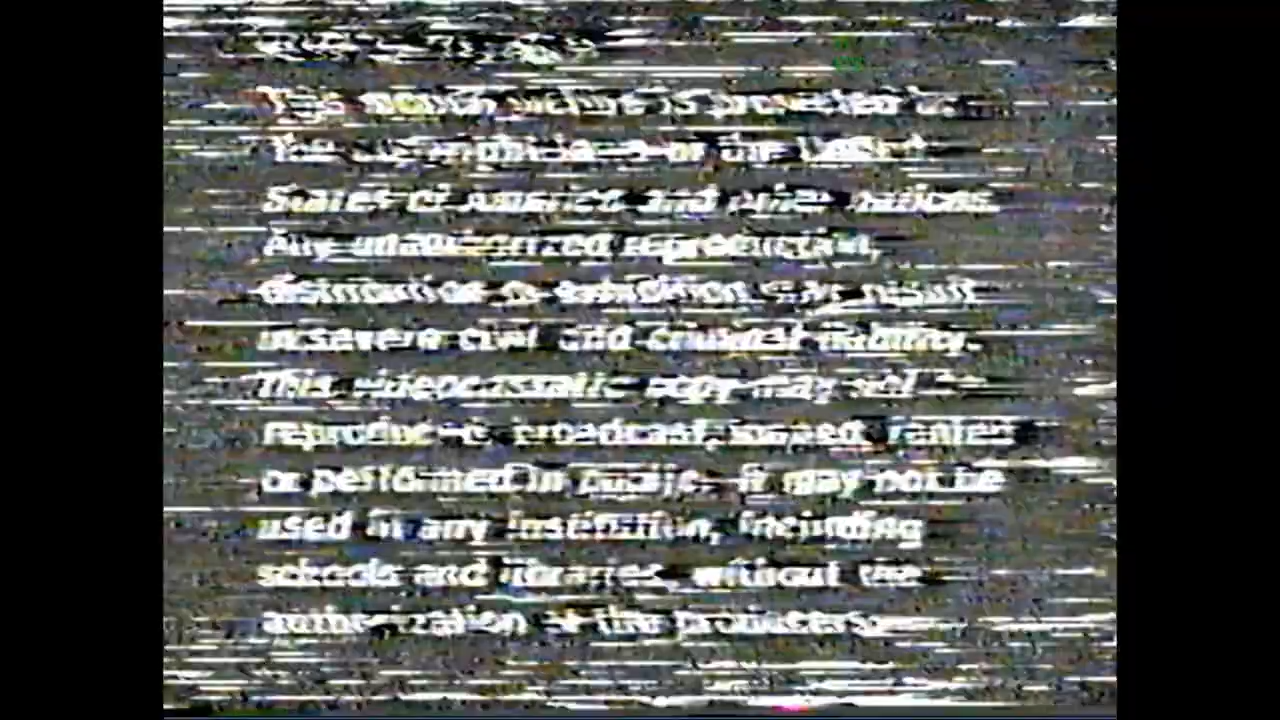 This motion picture is protected by
the copyright laws of the United
States of America and other nations.
Any unauthorized reproduction,
distribution or exhibition may result
in severe civil and criminal liability.
This videocassette copy may not be
reproduced, broadcast, rented
or performed in public. It may not be
used in any institution, including
schools and libraries, without the
authorization of the producers.